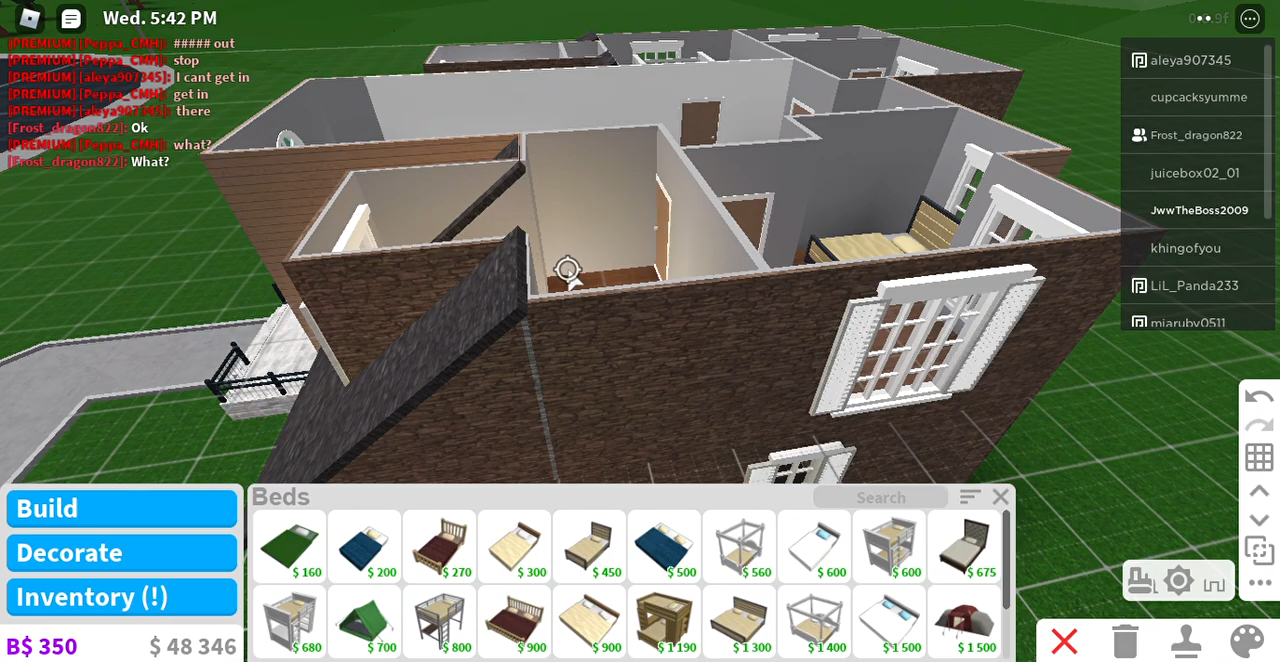 Wed. 5:42 PM
[PREMIUM] [Peppa_CMH]: ##### out
[PREMIUM] [Peppa_CMH]: stop
[PREMIUM] [aleya907345]: I cant get in
[PREMIUM] [Peppa_CMH]: get in
[PREMIUM] [aleya907345]: there
[Frost_dragon822]: Ok
[PREMIUM] [Peppa_CMH]: what?
[Frost_dragon822]: What?
aleya907345
cupcacksyumme
Frost_dragon822
juicebox02_01
JwwTheBoss2009
khingofyou
LiL_Panda233
miaruby0511
Build
Decorate
Inventory (!)
B$ 350
$ 48 346
Beds
Search
$ 160
$ 200
$ 270
$ 300
$ 450
$ 500
$ 560
$ 600
$ 600
$ 675
$ 680
$ 700
$ 800
$ 900
$ 900
$ 1 190
$ 1 300
$ 1 400
$ 1 500
$ 1 500